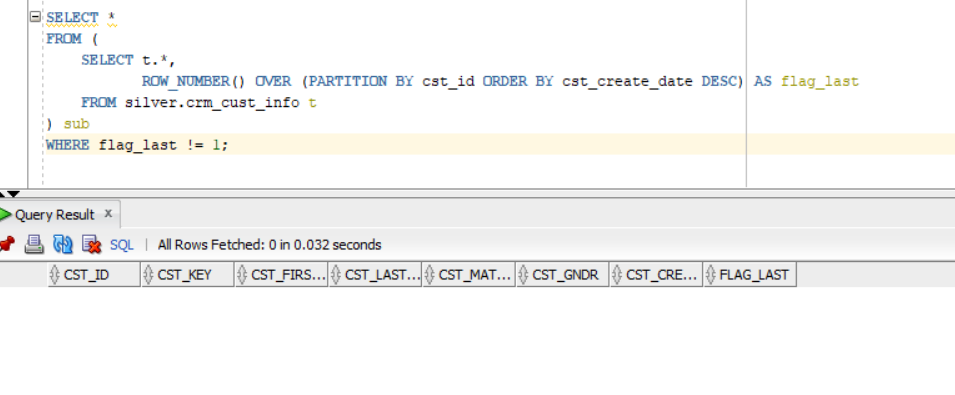 SELECT *
FROM (
SELECT t.*,
ROW_NUMBER() OVER (PARTITION BY cst_id ORDER BY cst_create_date DESC) AS flag_last
FROM silver.crm_cust_info t
) sub
WHERE flag_last != 1;
Query Result x
SQL | All Rows Fetched: 0 in 0.032 seconds
CST_ID CST_KEY CST_FIRS... CST_LAST... CST_MAT... CST_GNDR CST_CRE... FLAG_LAST